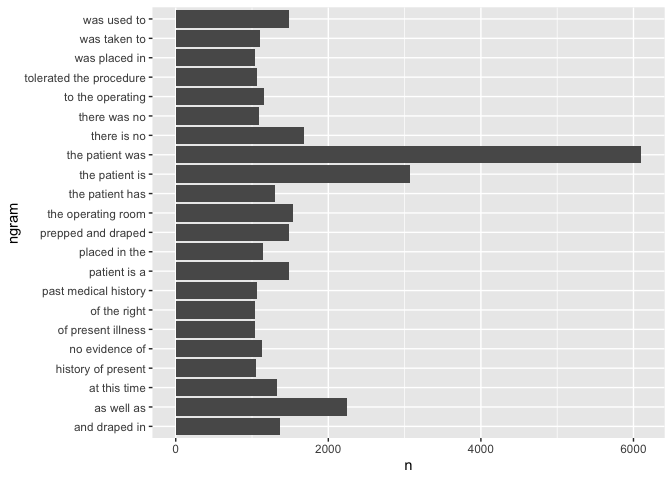 was used to
was taken to
was placed in
tolerated the procedure
to the operating
there was no
there is no
the patient was
the patient is
the patient has
the operating room
prepped and draped
placed in the
patient is a
past medical history
of the right
of present illness
no evidence of
history of present
at this time
as well as
and draped in
ngram
0 2000 4000 6000
n